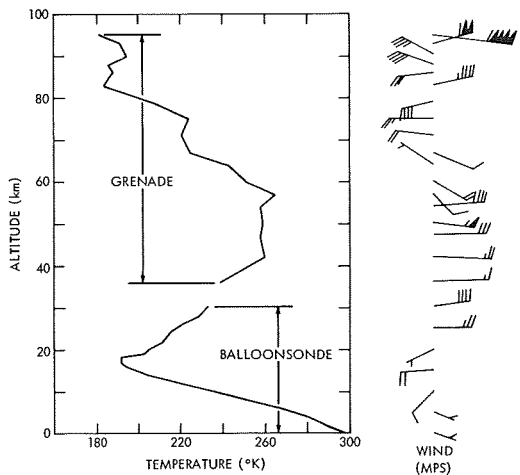 100
80
60
40
20
0
ALTITUDE (km)
GRENADE
BALLOONSONDE
180
220
260
300
TEMPERATURE (°K)
WIND
(MPS)